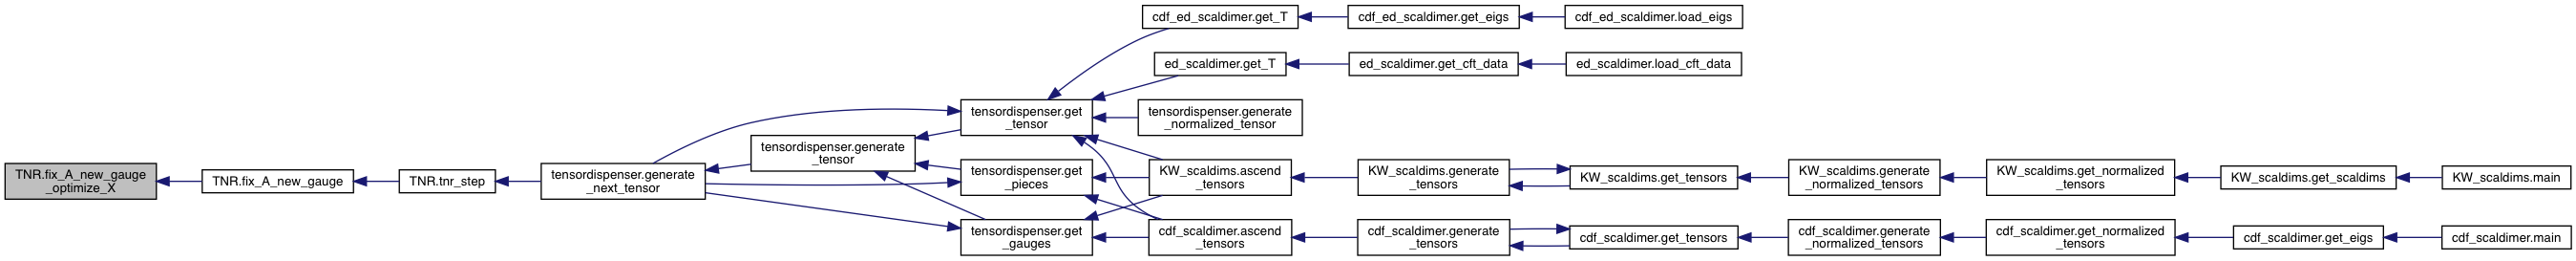 TNR.fix_A_new_gauge
_optimize_X
TNR.fix_A_new_gauge
TNR.tnr_step
tensordispenser.generate
_next_tensor
tensordispenser.generate
_tensor
tensordispenser.get
_tensor
tensordispenser.get
_pieces
tensordispenser.get
_gauges
cdf_ed_scaldimer.get_T
cdf_ed_scaldimer.get_eigs
cdf_ed_scaldimer.load_eigs
ed_scaldimer.get_T
ed_scaldimer.get_cft_data
ed_scaldimer.load_cft_data
tensordispenser.generate
_normalized_tensor
KW_scaldims.ascend
_tensors
KW_scaldims.generate
_tensors
KW_scaldims.get_tensors
KW_scaldims.generate
_normalized_tensors
KW_scaldims.get_normalized
_tensors
KW_scaldims.get_scaldims
KW_scaldims.main
cdf_scaldimer.ascend
_tensors
cdf_scaldimer.generate
_tensors
cdf_scaldimer.get_tensors
cdf_scaldimer.generate
_normalized_tensors
cdf_scaldimer.get_normalized
_tensors
cdf_scaldimer.get_eigs
cdf_scaldimer.main